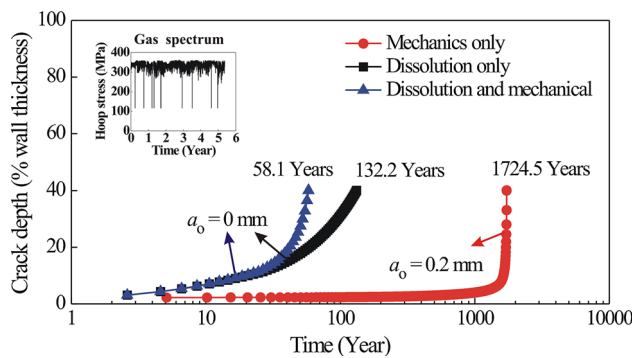 100
80
60
40
20
0
Crack depth (% wall thickness)
Gas spectrum
400
300
200
100
0
Hoop stress (MPa)
0 1 2 3 4 5 6
Time (Year)
Mechanics only
Dissolution only
Dissolution and mechanical
58.1 Years
132.2 Years
1724.5 Years
ao = 0 mm
ao = 0.2 mm
1 10 100 1000 10000
Time (Year)